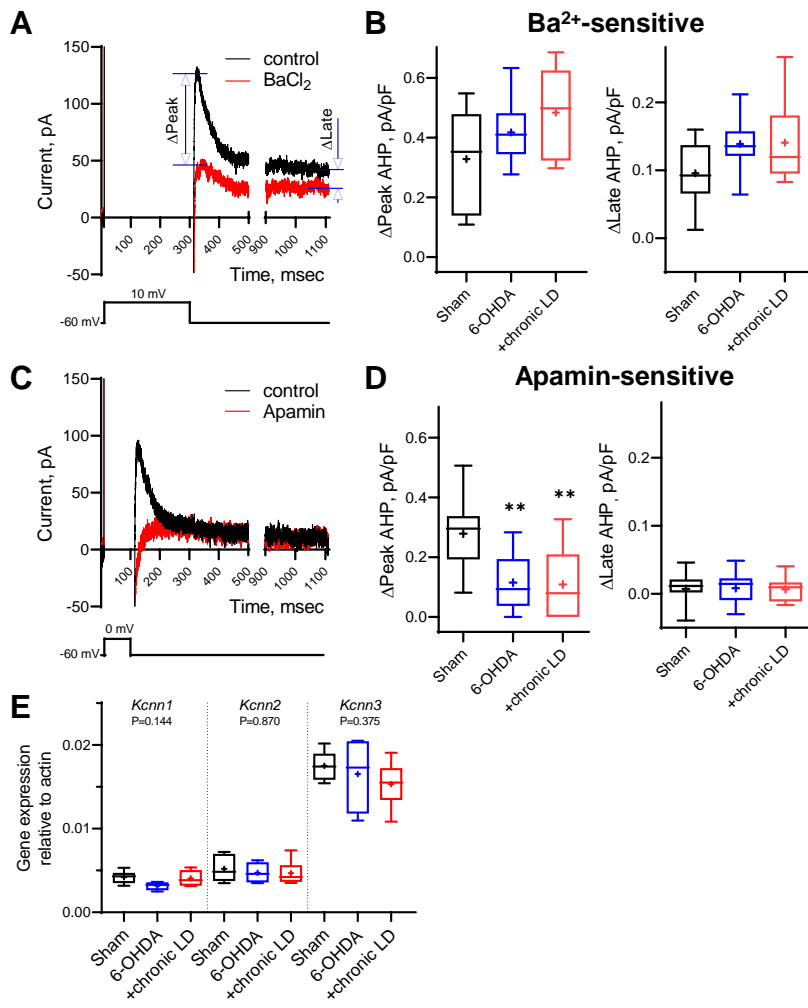 A
control
BaCl2
Current, pA
150
100
50
0
-50
ΔPeak
ΔLate
100
200
300
400
500
900
1000
1100
Time, msec
10 mV
-60 mV
B
Ba2+-sensitive
ΔPeak AHP, pA/pF
0.6
0.4
0.2
0.0
Sham
6-OHDA
+chronic LD
ΔLate AHP, pA/pF
0.2
0.1
0.0
Sham
6-OHDA
+chronic LD
C
control
Apamin
Current, pA
150
100
50
0
50
100
200
300
400
500
900
1000
1100
Time, msec
0 mV
-60 mV
D
Apamin-sensitive
ΔPeak AHP, pA/pF
0.6
0.4
0.2
0.0
** **
Sham
6-OHDA
+chronic LD
ΔLate AHP, pA/pF
0.2
0.1
0.0
Sham
6-OHDA
+chronic LD
E
Kcnn1 Kcnn2 Kcnn3
P=0.144 P=0.870 P=0.375
Gene expression
relative to actin
0.02
0.01
0.00
Sham
6-OHDA
+chronic LD
Sham
6-OHDA
+chronic LD
Sham
6-OHDA
+chronic LD